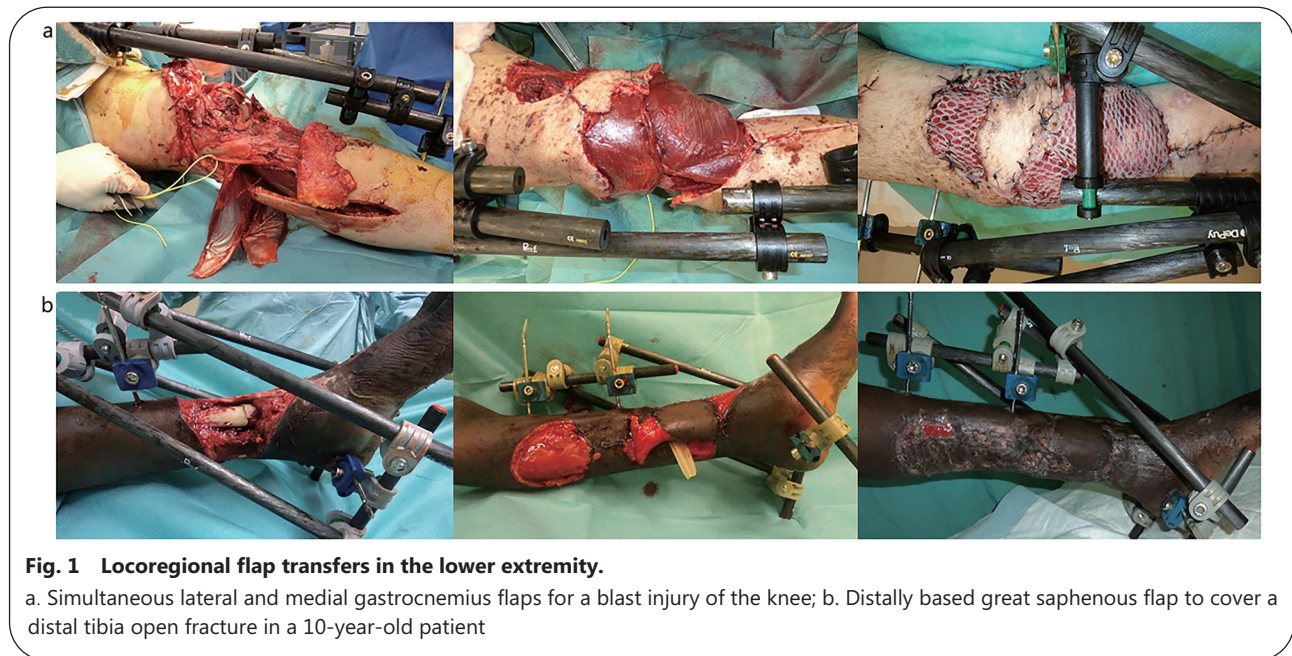 a
DePuy
b
Fig. 1 Locoregional flap transfers in the lower extremity.
a. Simultaneous lateral and medial gastrocnemius flaps for a blast injury of the knee; b. Distally based great saphenous flap to cover a
distal tibia open fracture in a 10-year-old patient